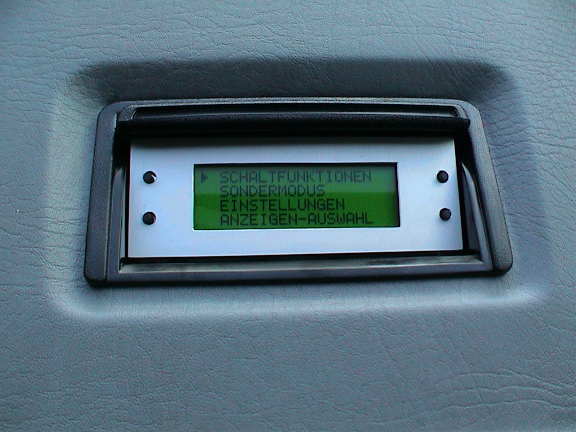 SCHALTFUNKTIONEN
SONDERMODUS
EINSTELLUNGEN
ANZEIGEN-AUSWAHL